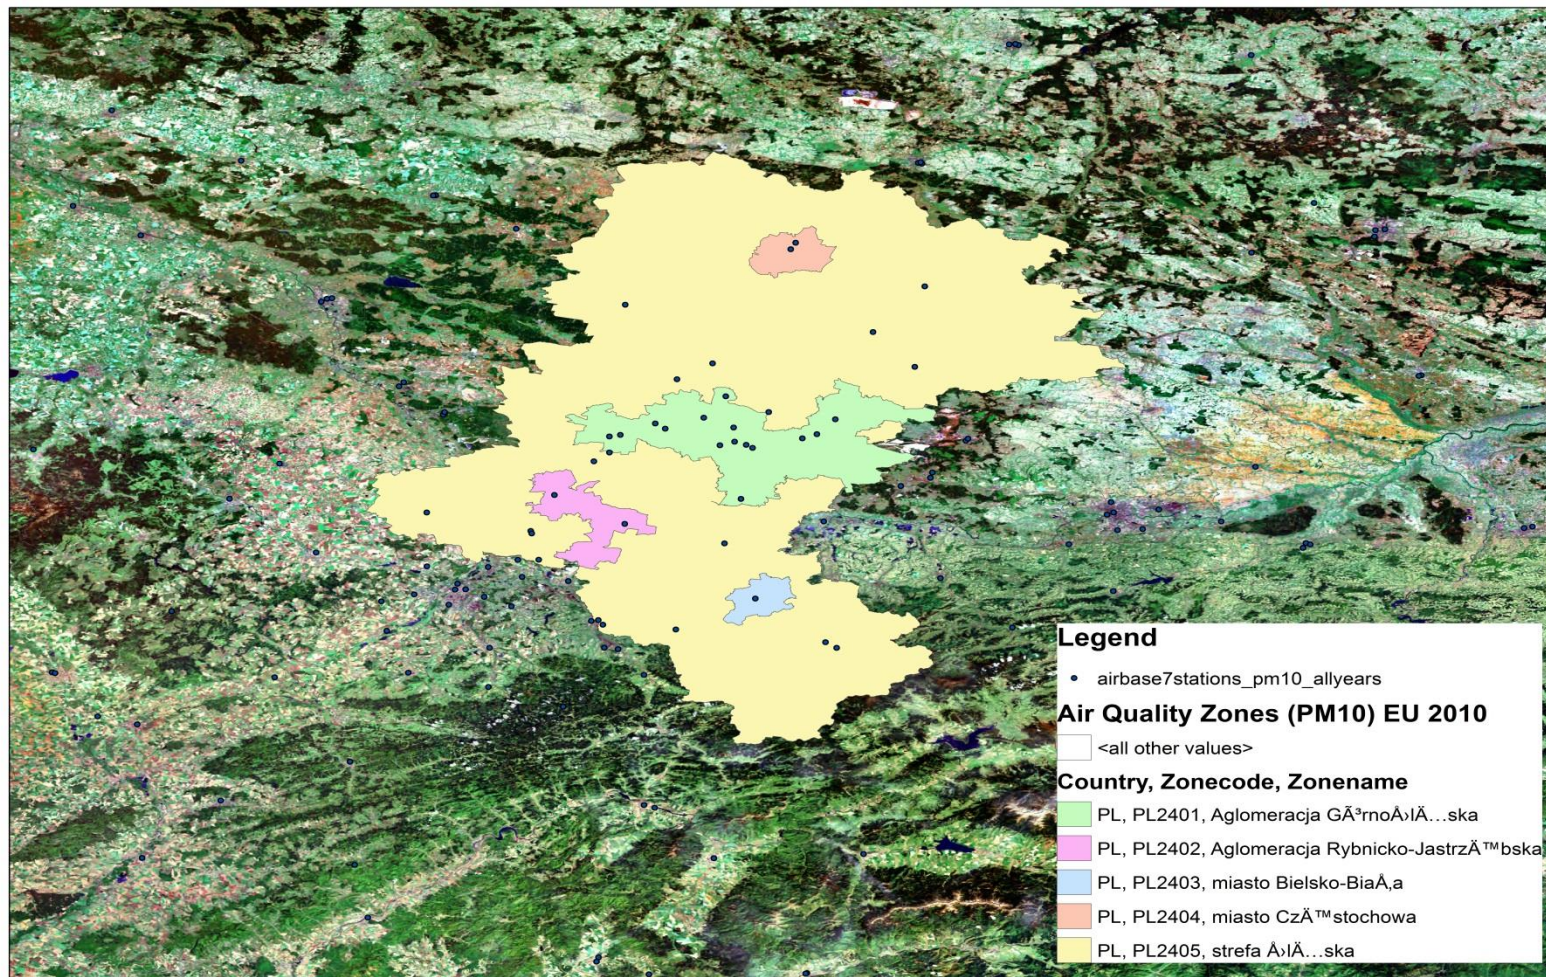 Legend
airbase7stations_pm10_allyears
Air Quality Zones (PM10) EU 2010
<all other values>
Country, Zonecode, Zonename
PL, PL2401, Aglomeracja GÃ³rnoÅ›lÄ…ska
PL, PL2402, Aglomeracja Rybnicko-JastrzÄ™bska
PL, PL2403, miasto Bielsko-BiaÅ‚a
PL, PL2404, miasto CzÄ™stochowa
PL, PL2405, strefa Å›lÄ…ska